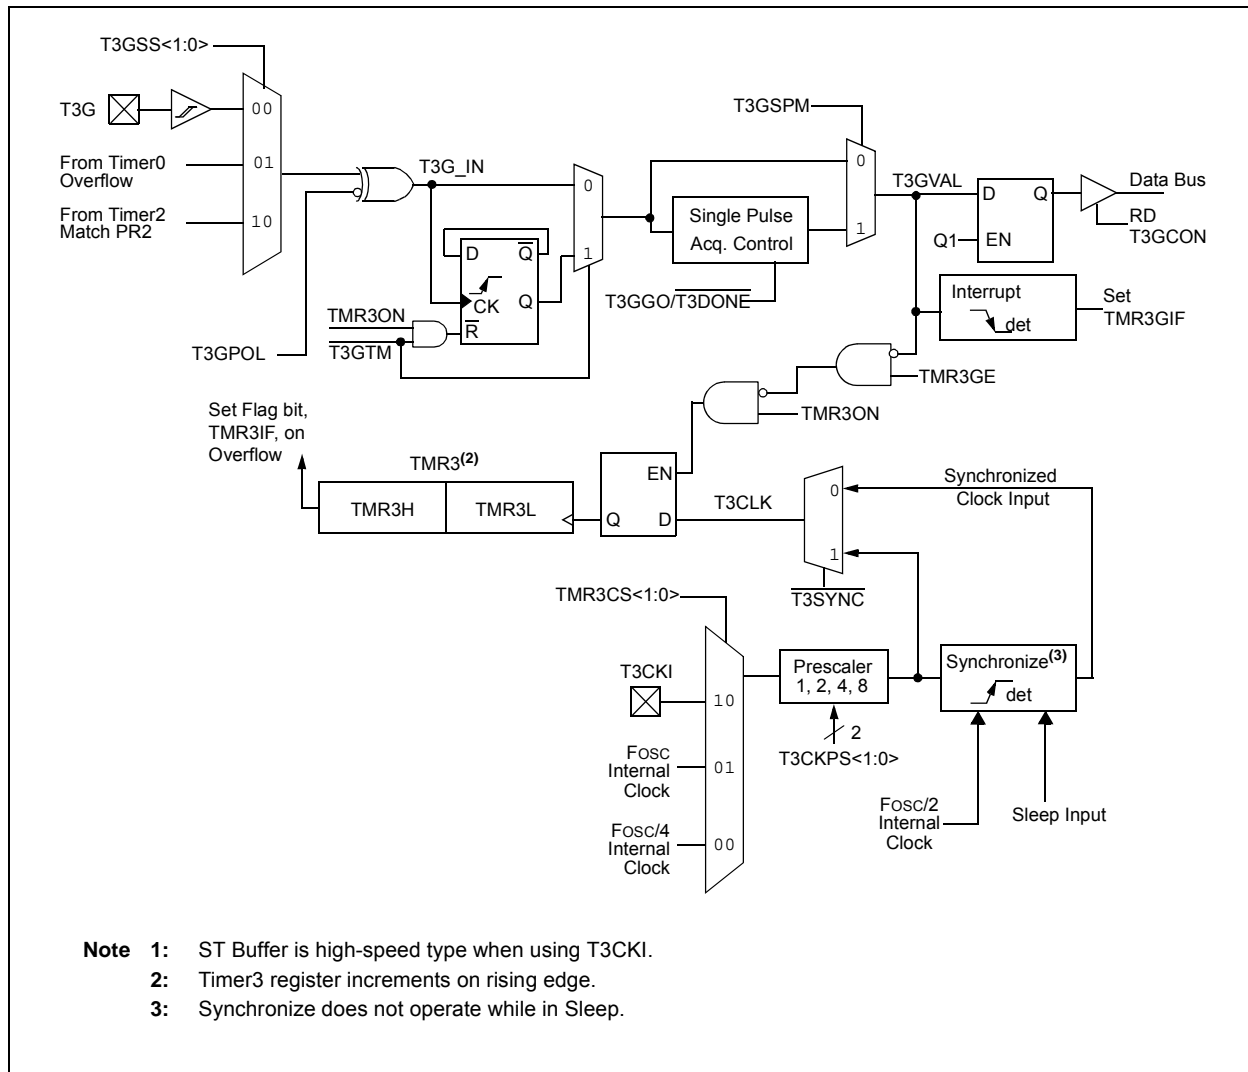 T3GSS<1:0>
T3G
00
From Timer0
Overflow
01
From Timer2
Match PR2
10
T3G_IN
0
1
D
Q
CK
Q
R
TMR3ON
T3GTM
T3GPOL
T3GSPM
0
1
Single Pulse
Acq. Control
T3GGO/T3DONE
T3GVAL
D
Q
Q1
EN
Data Bus
RD
T3GCON
Interrupt
det
Set
TMR3GIF
TMR3GE
TMR3ON
Set Flag bit,
TMR3IF, on
Overflow
TMR3(2)
TMR3H
TMR3L
EN
Q
D
T3CLK
0
1
T3SYNC
Synchronized
Clock Input
TMR3CS<1:0>
T3CKI
10
FOSC
Internal
Clock
01
FOSC/4
Internal
Clock
00
Prescaler
1, 2, 4, 8
2
T3CKPS<1:0>
Synchronize(3)
det
FOSC/2
Internal
Clock
Sleep Input
Note 1: ST Buffer is high-speed type when using T3CKI.
2: Timer3 register increments on rising edge.
3: Synchronize does not operate while in Sleep.